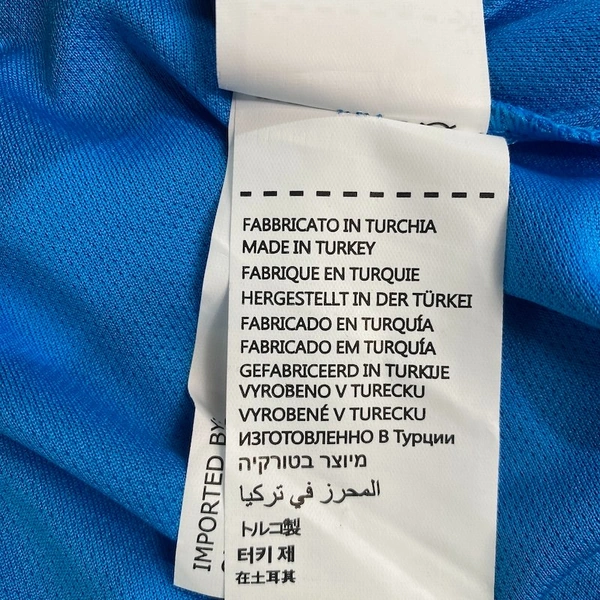 FABBRICATO IN TURCHIA
MADE IN TURKEY
FABRIQUE EN TURQUIE
HERGESTELLT IN DER TÜRKEI
FABRICADO EN TURQUÍA
FABRICADO EM TURQUÍA
GEFABRICEERD IN TURKIJE
VYROBENO V TURECKU
VYROBENÉ V TURECKU
ИЗГОТОВЛЕННО В Турции
מיוצר בטורקיה
المحرز في تركيا
トルコ製
터키 제
在土耳其
IMPORTED BY